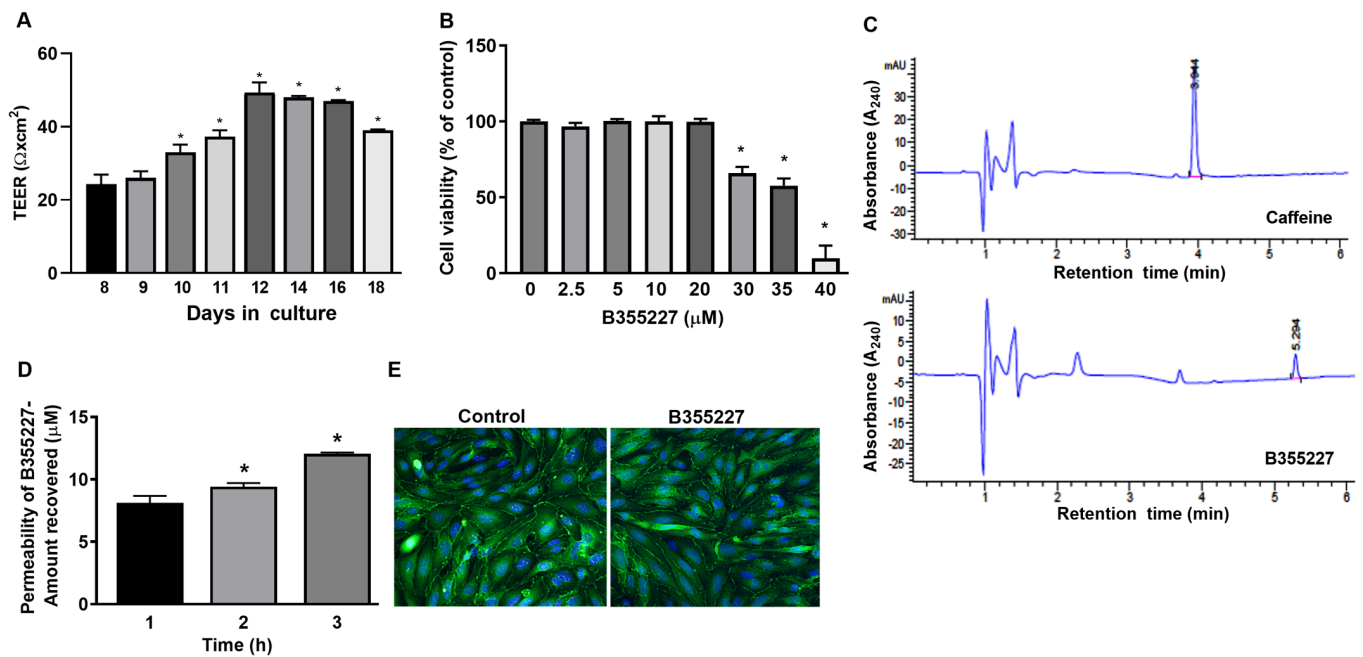 A
TEER (Ωxcm²)
60
40
20
0
*
*
*
*
*
*
8 9 10 11 12 14 16 18
Days in culture
B
Cell viability (% of control)
150
100
50
0
*
*
*
0 2.5 5 10 20 30 35 40
B355227 (μM)
C
Absorbance (A240)
mAU
30
20
10
0
-10
-20
-30
3.944
Caffeine
1 2 3 4 5 6
Retention time (min)
Absorbance (A240)
mAU
15
10
5
0
-5
-10
-15
-20
-25
5.294
B355227
1 2 3 4 5 6
Retention time (min)
D
Permeability of B355227-
Amount recovered (μM)
15
10
5
0
*
*
1 2 3
Time (h)
E
Control
B355227